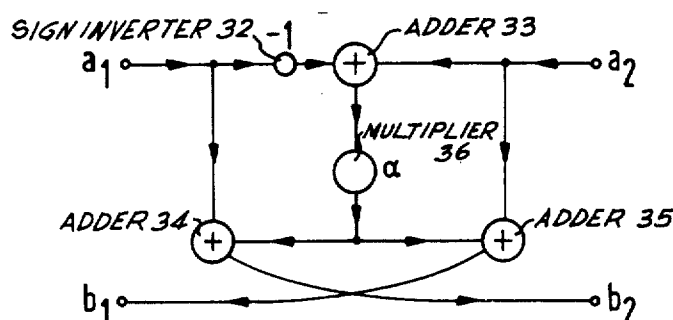 SIGN INVERTER 32 -1 ADDER 33
a1 + a2
MULTIPLIER
36
α
ADDER 34 + + ADDER 35
b1 b2